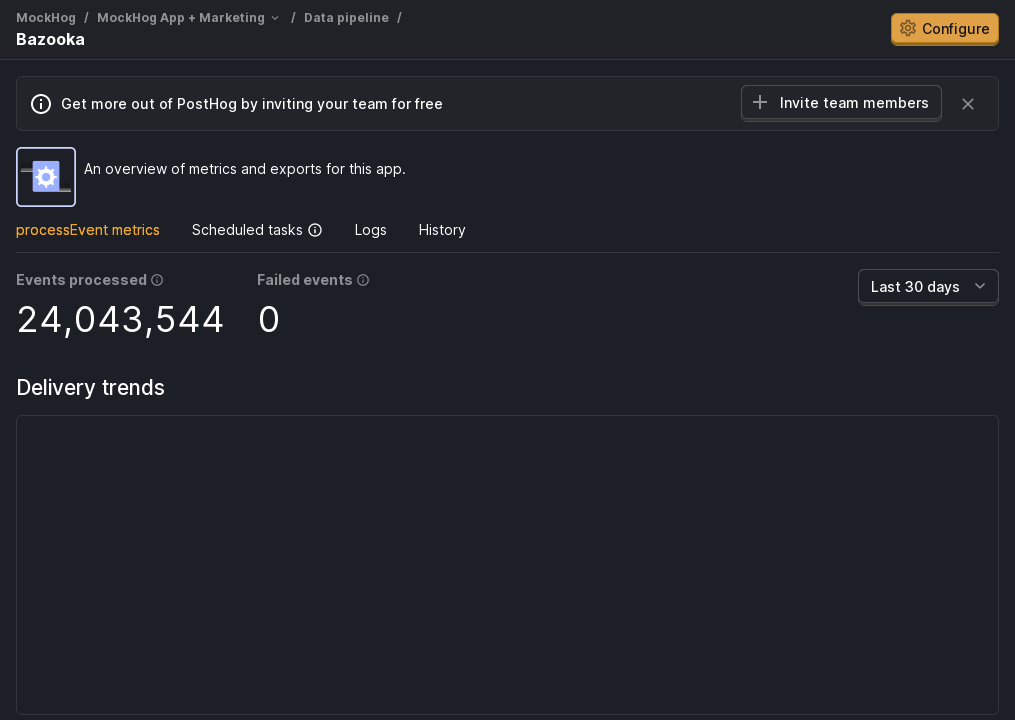 MockHog / MockHog App + Marketing / Data pipeline /
Bazooka
Configure
Get more out of PostHog by inviting your team for free
Invite team members
An overview of metrics and exports for this app.
processEvent metrics Scheduled tasks Logs History
Events processed Failed events
24,043,544 0
Last 30 days
Delivery trends